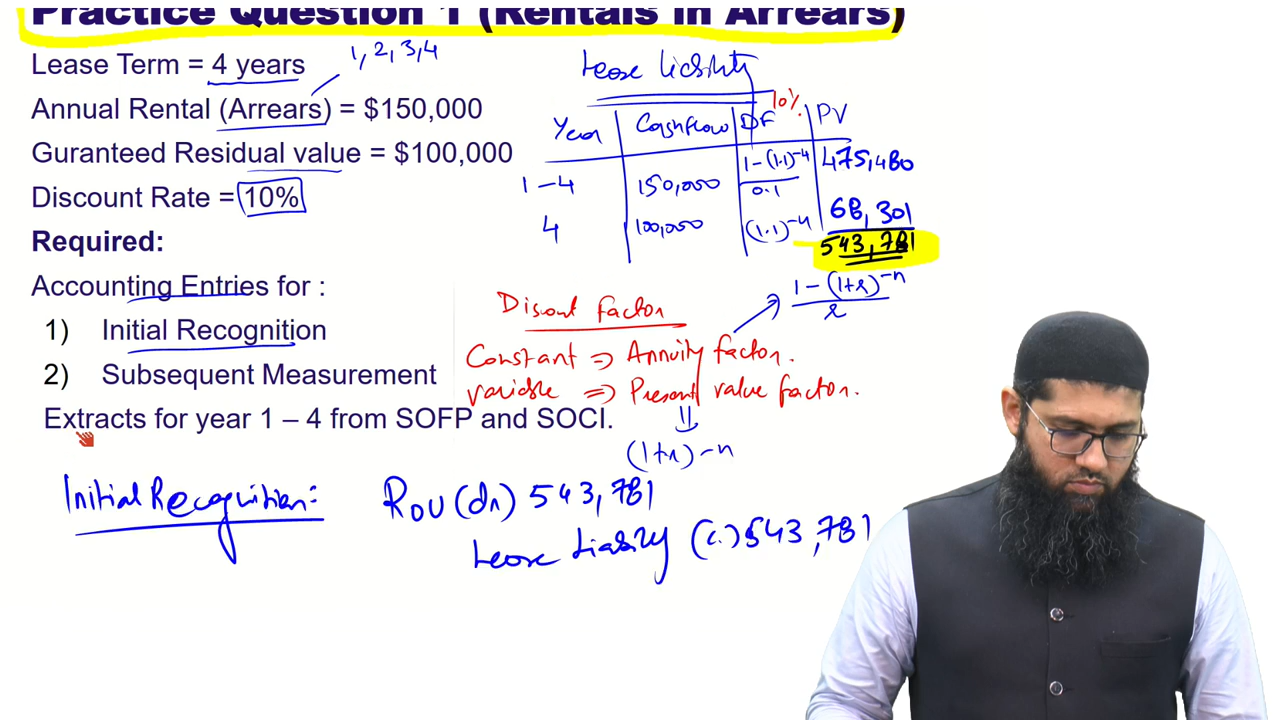 Practice Question 1 (Rentals in Arrears)
Lease Term = 4 years
1, 2, 3, 4
Annual Rental (Arrears) = $150,000
Guranteed Residual value = $100,000
Discount Rate = 10%
Required:
Accounting Entries for :
1) Initial Recognition
2) Subsequent Measurement
Extracts for year 1 – 4 from SOFP and SOCI.
Lease liability
Year Cashflow DF 10% PV
1 – 4 150,000 1-(1.1)-4 / 0.1 475,480
4 100,000 (1.1)-4 68,301
543,781
1-(1+r)-n / r
Discount factor
Constant => Annuity factor.
variable => Present value factor.
(1+r)-n
Initial Recognition:
ROU (dr) 543,781
Lease Liability (Cr) 543,781